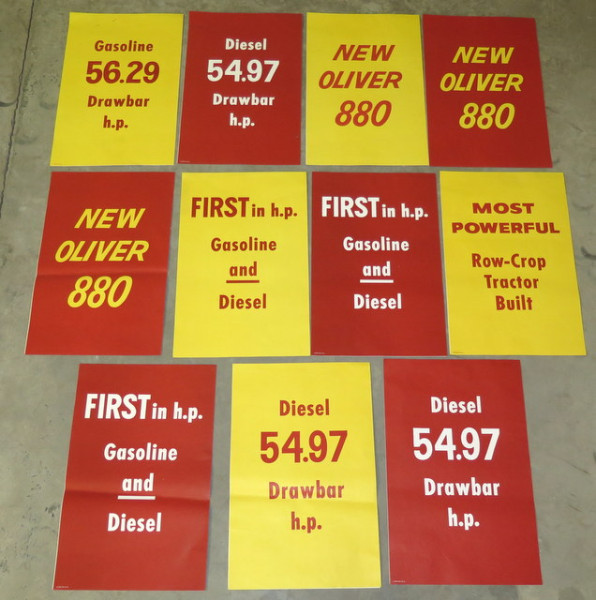 Gasoline
56.29
Drawbar
h.p.
Diesel
54.97
Drawbar
h.p.
NEW
OLIVER
880
NEW
OLIVER
880
NEW
OLIVER
880
FIRST in h.p.
Gasoline
and
Diesel
FIRST in h.p.
Gasoline
and
Diesel
MOST
POWERFUL
Row-Crop
Tractor
Built
FIRST in h.p.
Gasoline
and
Diesel
Diesel
54.97
Drawbar
h.p.
Diesel
54.97
Drawbar
h.p.